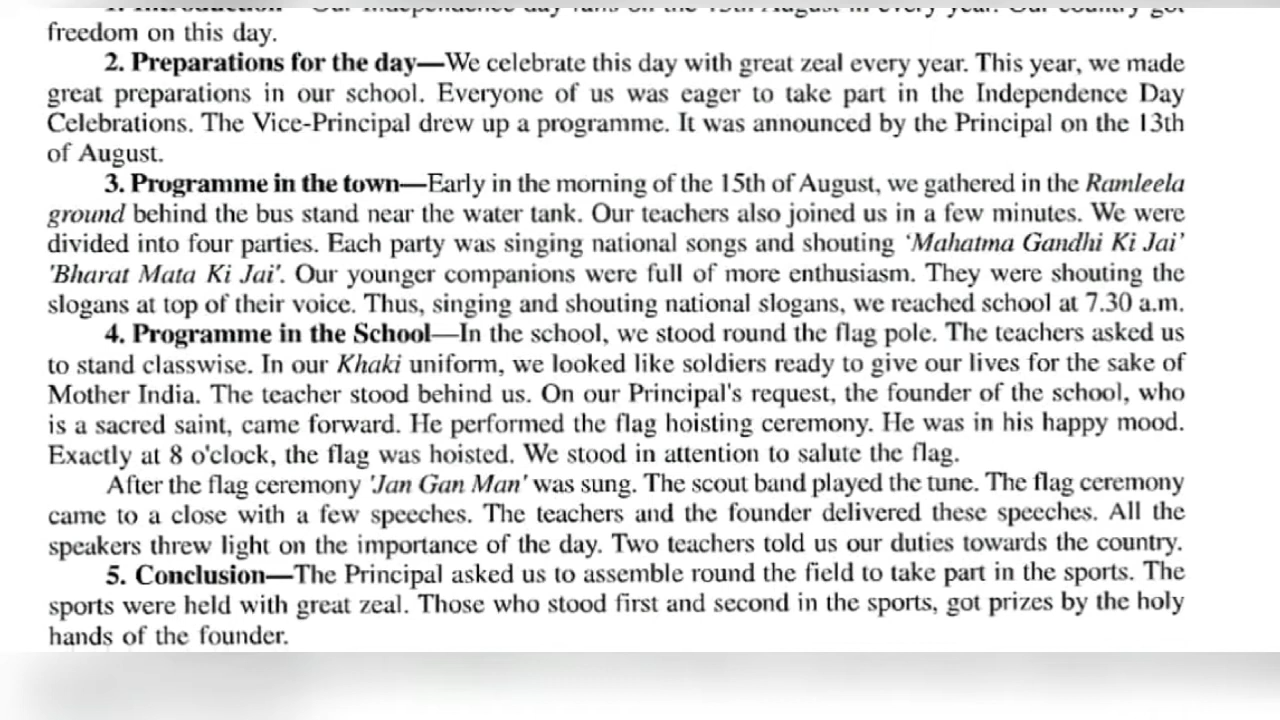 1. Introduction—Our Independence day on the 15th August in every year. Our country got
freedom on this day.
2. Preparations for the day—We celebrate this day with great zeal every year. This year, we made
great preparations in our school. Everyone of us was eager to take part in the Independence Day
Celebrations. The Vice-Principal drew up a programme. It was announced by the Principal on the 13th
of August.
3. Programme in the town—Early in the morning of the 15th of August, we gathered in the Ramleela
ground behind the bus stand near the water tank. Our teachers also joined us in a few minutes. We were
divided into four parties. Each party was singing national songs and shouting ‘Mahatma Gandhi Ki Jai’
'Bharat Mata Ki Jai'. Our younger companions were full of more enthusiasm. They were shouting the
slogans at top of their voice. Thus, singing and shouting national slogans, we reached school at 7.30 a.m.
4. Programme in the School—In the school, we stood round the flag pole. The teachers asked us
to stand classwise. In our Khaki uniform, we looked like soldiers ready to give our lives for the sake of
Mother India. The teacher stood behind us. On our Principal's request, the founder of the school, who
is a sacred saint, came forward. He performed the flag hoisting ceremony. He was in his happy mood.
Exactly at 8 o'clock, the flag was hoisted. We stood in attention to salute the flag.
After the flag ceremony 'Jan Gan Man' was sung. The scout band played the tune. The flag ceremony
came to a close with a few speeches. The teachers and the founder delivered these speeches. All the
speakers threw light on the importance of the day. Two teachers told us our duties towards the country.
5. Conclusion—The Principal asked us to assemble round the field to take part in the sports. The
sports were held with great zeal. Those who stood first and second in the sports, got prizes by the holy
hands of the founder.